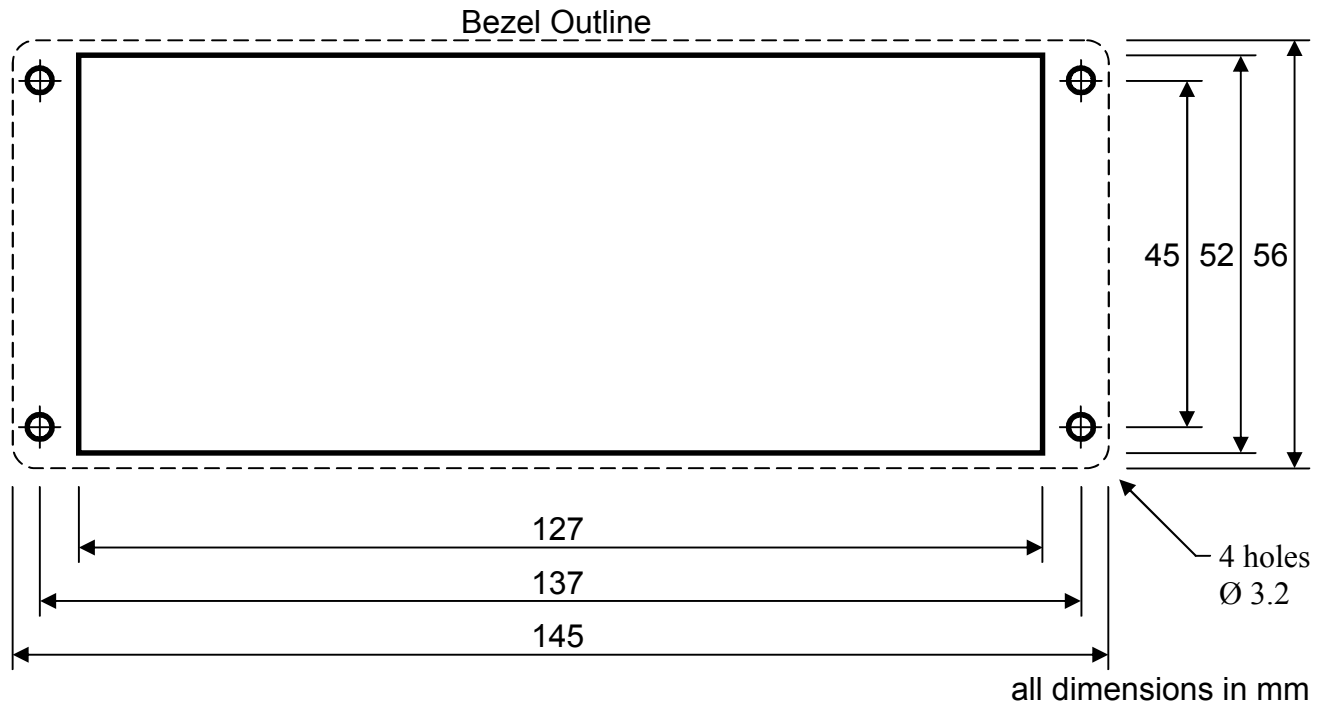 Bezel Outline
45 52 56
127
137
145
4 holes
Ø 3.2
all dimensions in mm